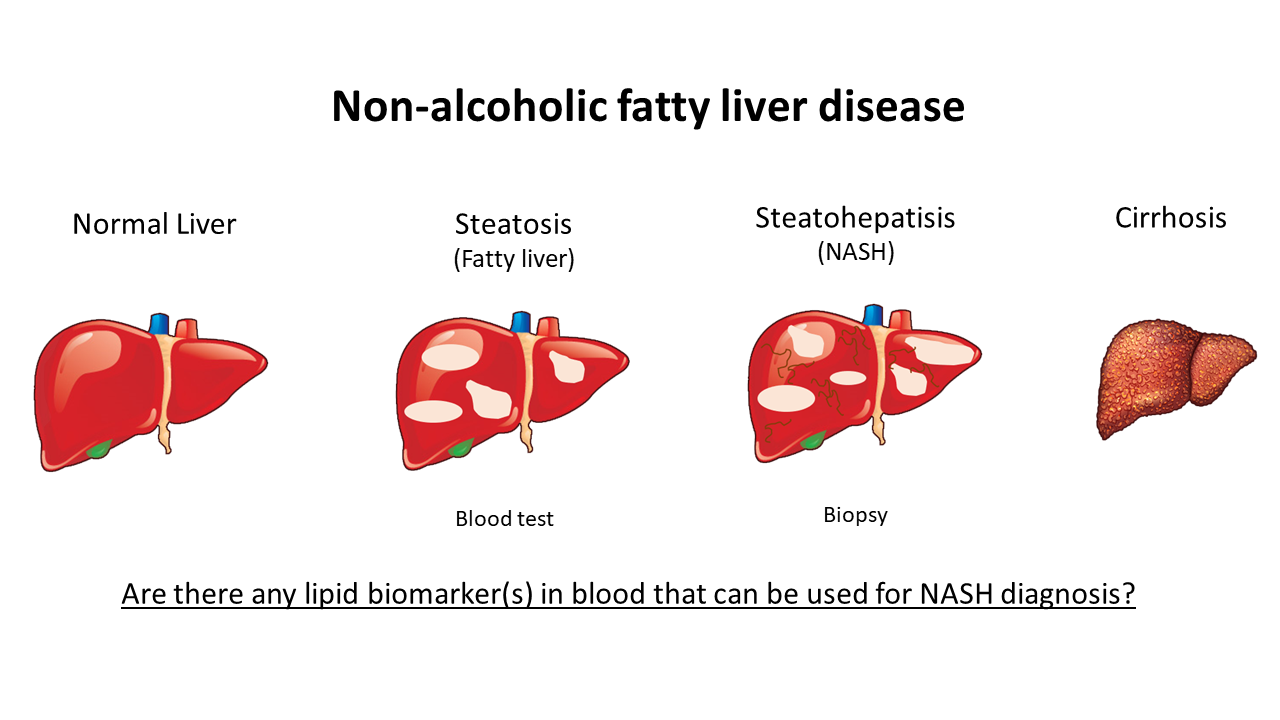 Non-alcoholic fatty liver disease
Normal Liver
Steatosis
(Fatty liver)
Steatohepatisis
(NASH)
Cirrhosis
Blood test
Biopsy
Are there any lipid biomarker(s) in blood that can be used for NASH diagnosis?